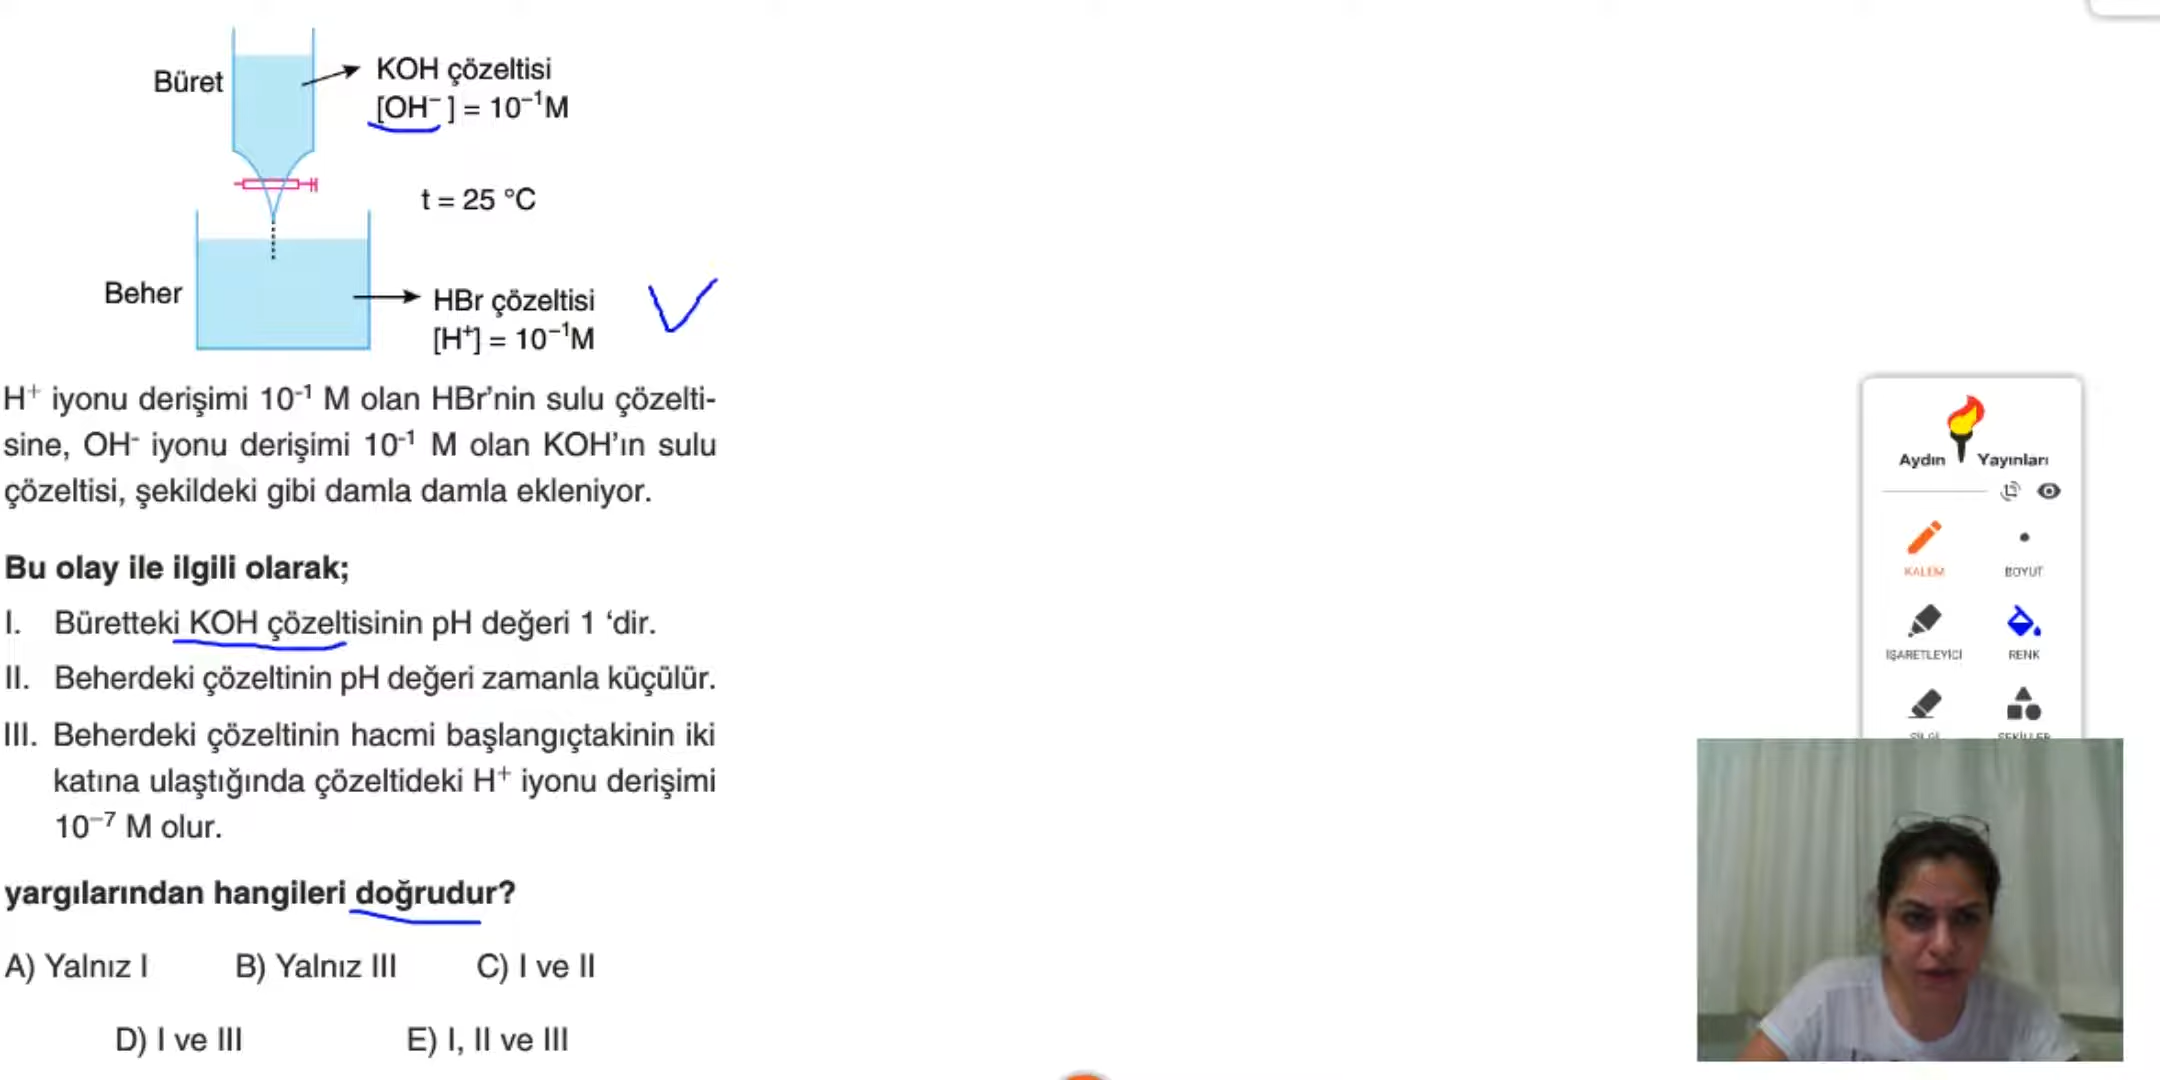 Büret
KOH çözeltisi
[OH⁻] = 10⁻¹M
t = 25 °C
Beher
HBr çözeltisi
[H⁺] = 10⁻¹M
H⁺ iyonu derişimi 10⁻¹ M olan HBr’nin sulu çözelti-
sine, OH⁻ iyonu derişimi 10⁻¹ M olan KOH’ın sulu
çözeltisi, şekildeki gibi damla damla ekleniyor.
Bu olay ile ilgili olarak;
I. Büretteki KOH çözeltisinin pH değeri 1 ‘dir.
II. Beherdeki çözeltinin pH değeri zamanla küçülür.
III. Beherdeki çözeltinin hacmi başlangıçtakinin iki
katına ulaştığında çözeltideki H⁺ iyonu derişimi
10⁻⁷ M olur.
yargılarından hangileri doğrudur?
A) Yalnız I B) Yalnız III C) I ve II
D) I ve III E) I, II ve III
Aydın Yayınları
KALEM BOYUT
İŞARETLEYİCİ RENK
SİLGİ ŞEKİLLER